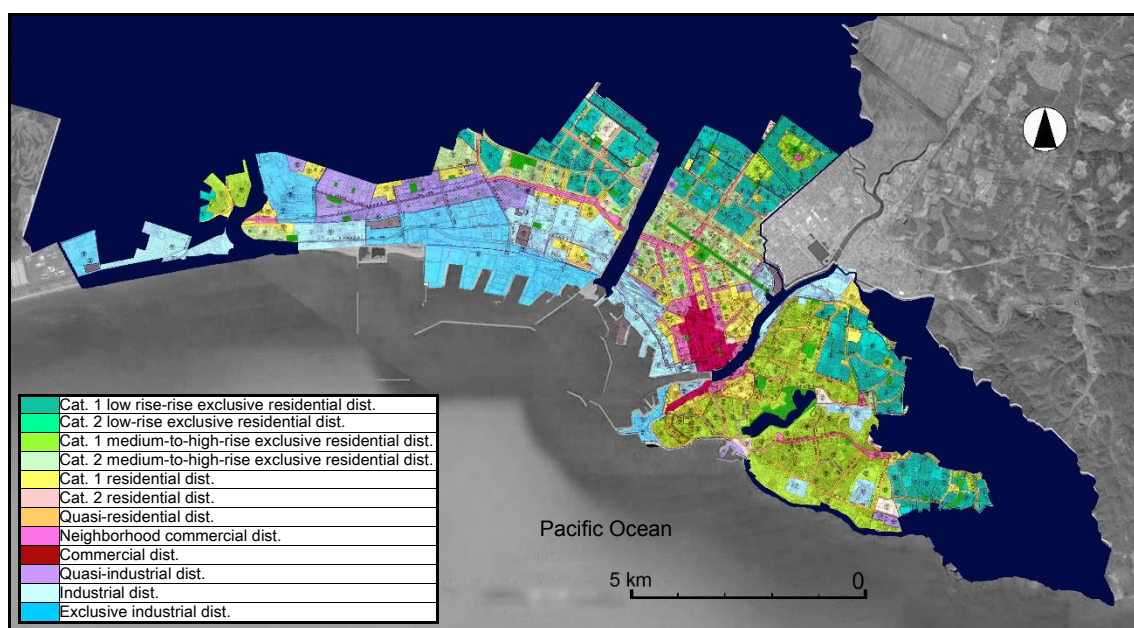 Cat. 1 low rise-rise exclusive residential dist.
Cat. 2 low-rise exclusive residential dist.
Cat. 1 medium-to-high-rise exclusive residential dist.
Cat. 2 medium-to-high-rise exclusive residential dist.
Cat. 1 residential dist.
Cat. 2 residential dist.
Quasi-residential dist.
Neighborhood commercial dist.
Commercial dist.
Quasi-industrial dist.
Industrial dist.
Exclusive industrial dist.
Pacific Ocean
5 km 0